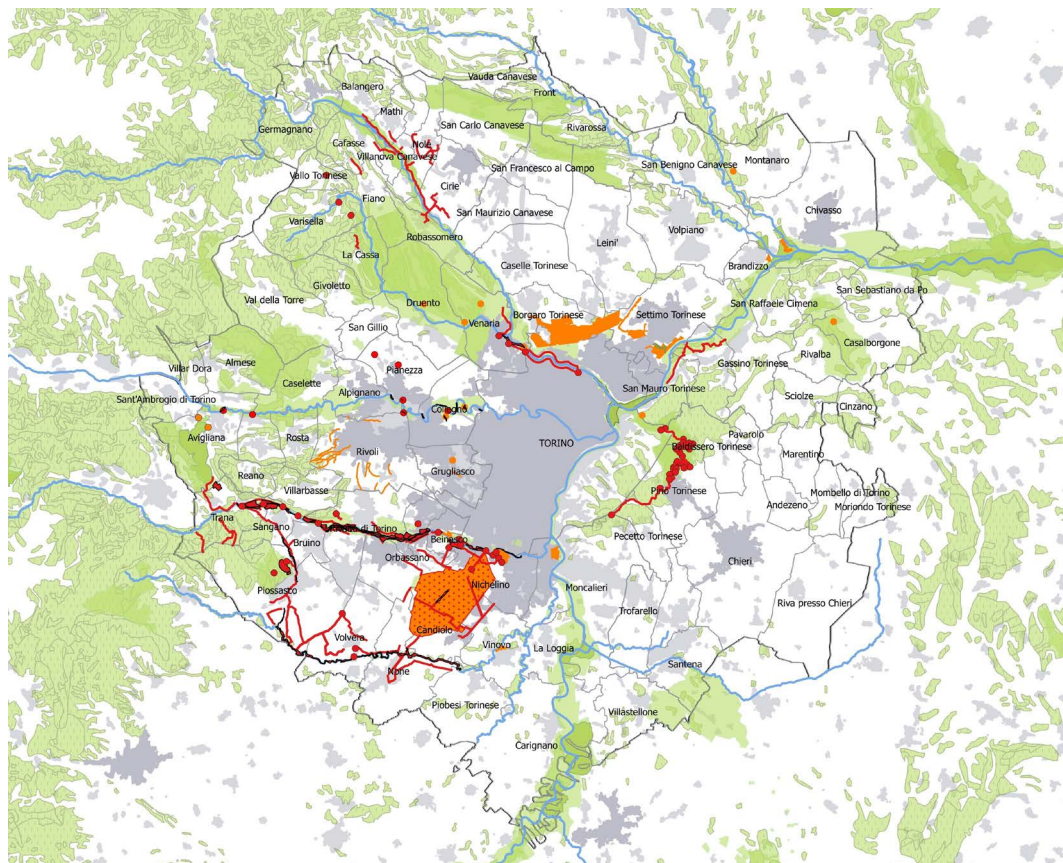 Vauda Canavese
Balangero
Front
Mathi
San Carlo Canavese
Rivarossa
Germagnano
Cafasse
Nole
Villanova Canavese
San Benigno Canavese
Montanaro
San Francesco al Campo
Vallo Torinese
Fiano
Cirie
Chivasso
Varisella
San Maurizio Canavese
Volpiano
Robassomero
Leini'
La Cassa
Caselle Torinese
Brandizzo
Givoletto
San Sebastiano da Po
Val della Torre
Druento
San Raffaele Cimena
Borgaro Torinese
Settimo Torinese
Venaria
San Gillio
Casalborgone
Villar Dora
Almese
Rivalba
Gassino Torinese
Pianezza
Caselette
San Mauro Torinese
Alpignano
Sciolze
Sant'Ambrogio di Torino
Collegno
Cinzano
Avigliana
Rosta
Pavarolo
TORINO
Baldissero Torinese
Rivoli
Marentino
Grugliasco
Reano
Villarbasse
Pino Torinese
Mombello di Torino
Andezeno
Moriondo Torinese
Trana
Sangano
di Torino
Bruino
Beinasco
Pecetto Torinese
Orbassano
Chieri
Piossasco
Nichelino
Moncalieri
Riva presso Chieri
Trofarello
Candiolo
Volvera
Vinovo
La Loggia
Santena
None
Piobesi Torinese
Villastellone
Carignano